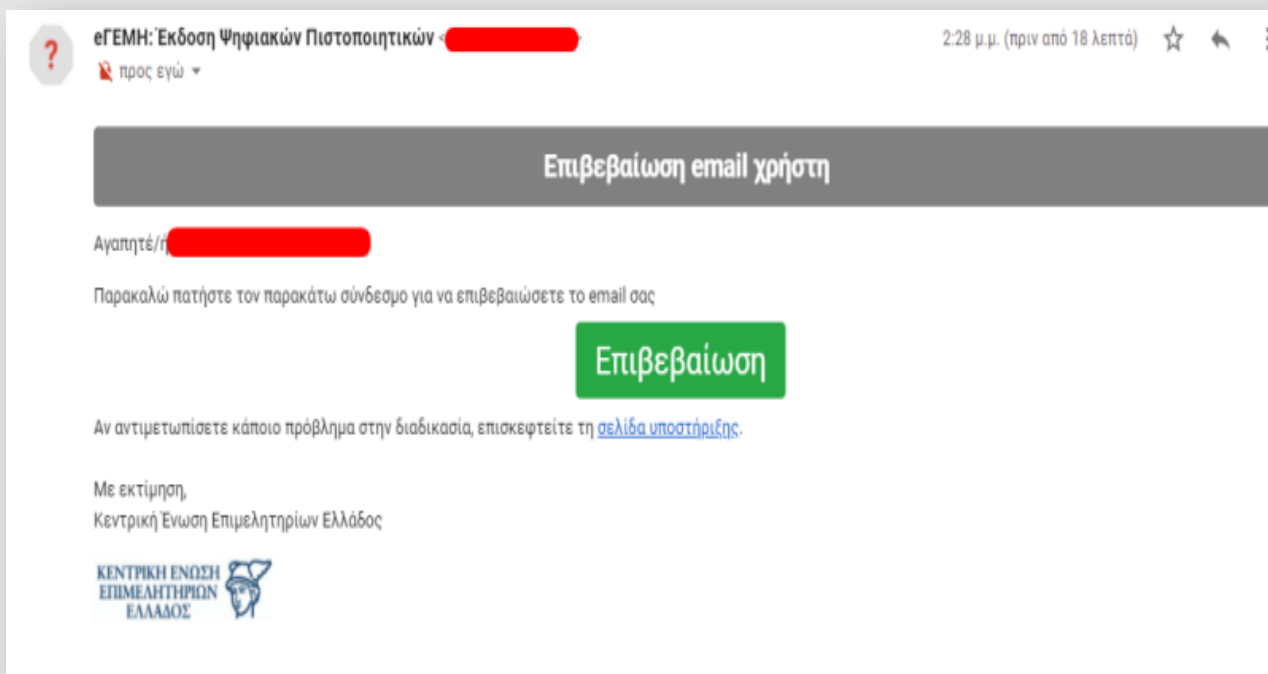 eΓΕΜΗ: Έκδοση Ψηφιακών Πιστοποιητικών <
2:28 μ.μ. (πριν από 18 λεπτά)
προς εγώ
Επιβεβαίωση email χρήστη
Αγαπητέ/ή
Παρακαλώ πατήστε τον παρακάτω σύνδεσμο για να επιβεβαιώσετε το email σας
Επιβεβαίωση
Αν αντιμετωπίσετε κάποιο πρόβλημα στην διαδικασία, επισκεφτείτε τη σελίδα υποστήριξης.
Με εκτίμηση,
Κεντρική Ένωση Επιμελητηρίων Ελλάδος
ΚΕΝΤΡΙΚΗ ΕΝΩΣΗ
ΕΠΙΜΕΛΗΤΗΡΙΩΝ
ΕΛΛΑΔΟΣ